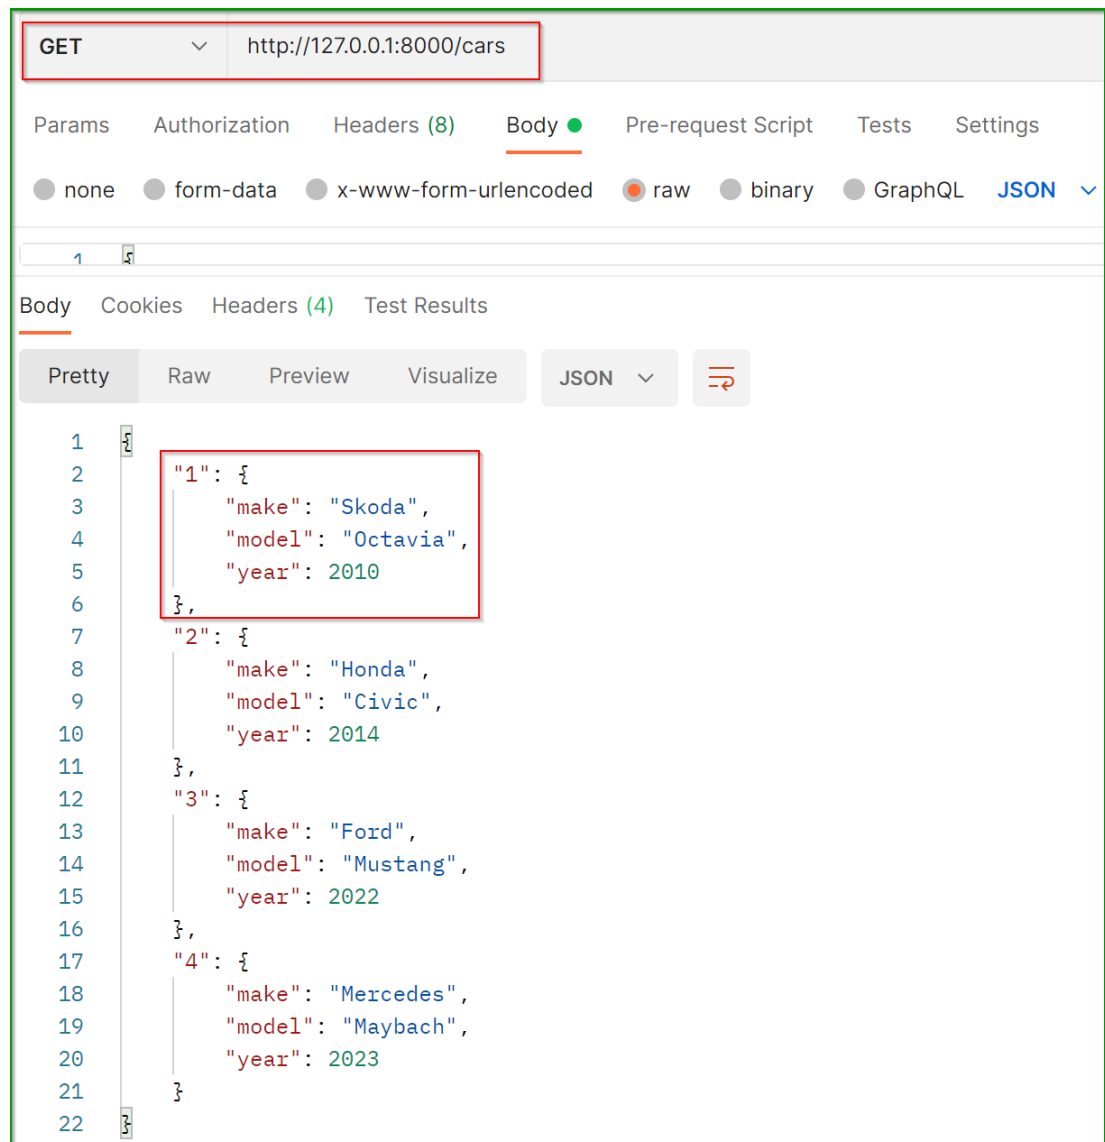 GET http://127.0.0.1:8000/cars
Params Authorization Headers (8) Body Pre-request Script Tests Settings
none form-data x-www-form-urlencoded raw binary GraphQL JSON
1 {
Body Cookies Headers (4) Test Results
Pretty Raw Preview Visualize JSON
1 {
2 "1": {
3 "make": "Skoda",
4 "model": "Octavia",
5 "year": 2010
6 },
7 "2": {
8 "make": "Honda",
9 "model": "Civic",
10 "year": 2014
11 },
12 "3": {
13 "make": "Ford",
14 "model": "Mustang",
15 "year": 2022
16 },
17 "4": {
18 "make": "Mercedes",
19 "model": "Maybach",
20 "year": 2023
21 }
22 }